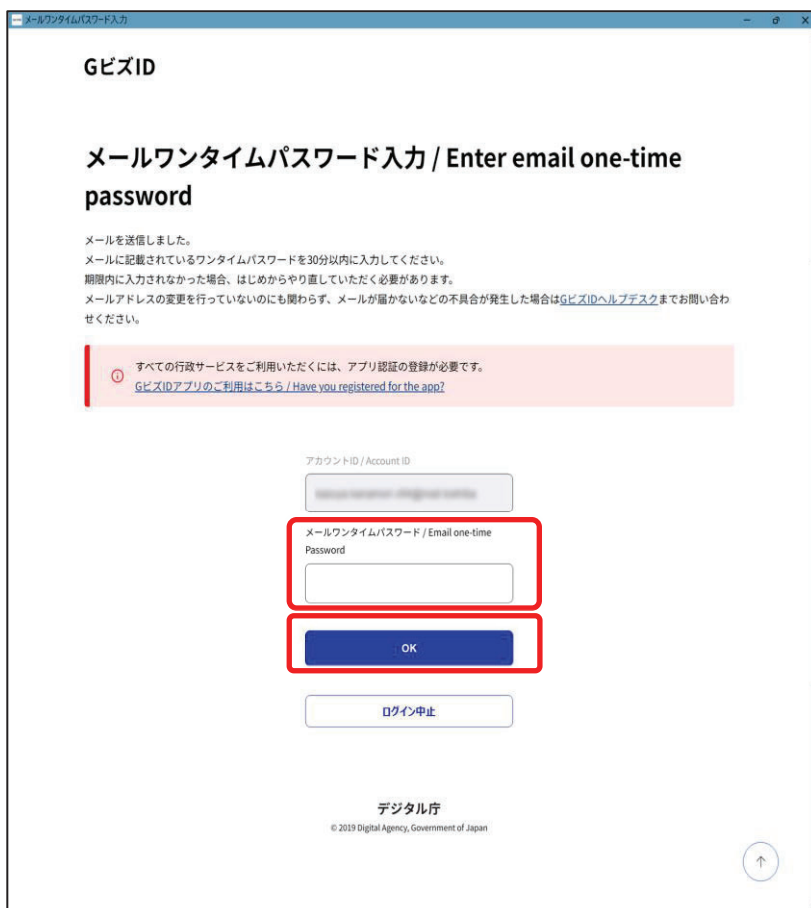 メールワンタイムパスワード入力
GビズID
メールワンタイムパスワード入力 / Enter email one-time
password
メールを送信しました。
メールに記載されているワンタイムパスワードを30分以内に入力してください。
期限内に入力されなかった場合、はじめからやり直していただく必要があります。
メールアドレスの変更を行っていないのにも関わらず、メールが届かないなどの不具合が発生した場合はGビズIDヘルプデスクまでお問い合わ
せください。
すべての行政サービスをご利用いただくには、アプリ認証の登録が必要です。
GビズIDアプリのご利用はこちら / Have you registered for the app?
アカウントID / Account ID
メールワンタイムパスワード / Email one-time
Password
OK
ログイン中止
デジタル庁
© 2019 Digital Agency, Government of Japan